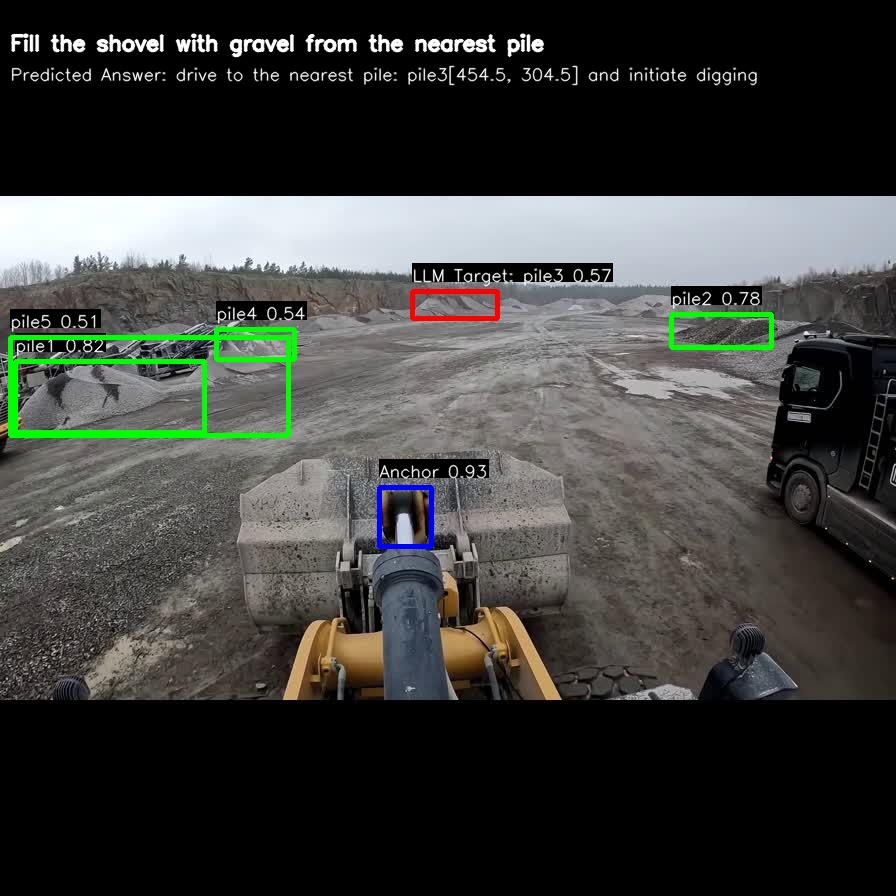 Fill the shovel with gravel from the nearest pile
Predicted Answer: drive to the nearest pile: pile3[454.5, 304.5] and initiate digging
LLM Target: pile3 0.57
pile2 0.78
pile4 0.54
pile5 0.51
pile1 0.82
Anchor 0.93